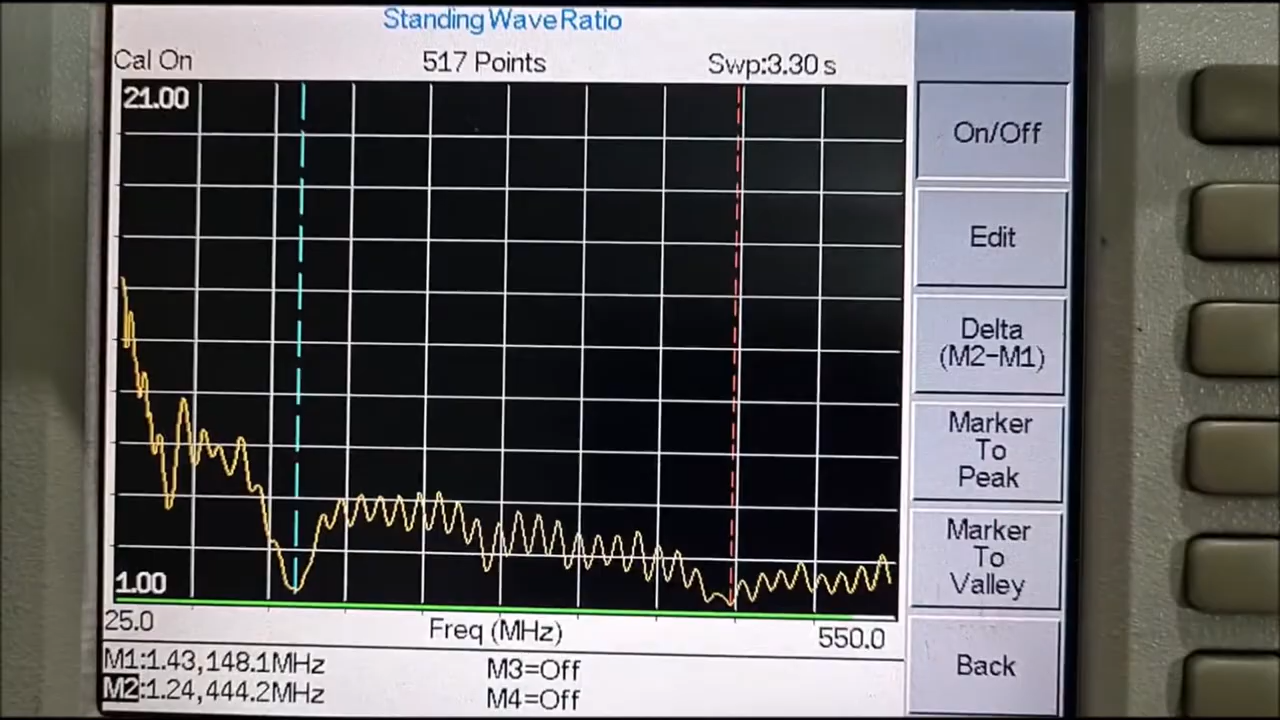 Standing Wave Ratio
Cal On 517 Points Swp:3.30 s
21.00
1.00
25.0 Freq (MHz) 550.0
M1:1.43,148.1MHz M3=Off
M2:1.24,444.2MHz M4=Off
On/Off
Edit
Delta
(M2-M1)
Marker
To
Peak
Marker
To
Valley
Back